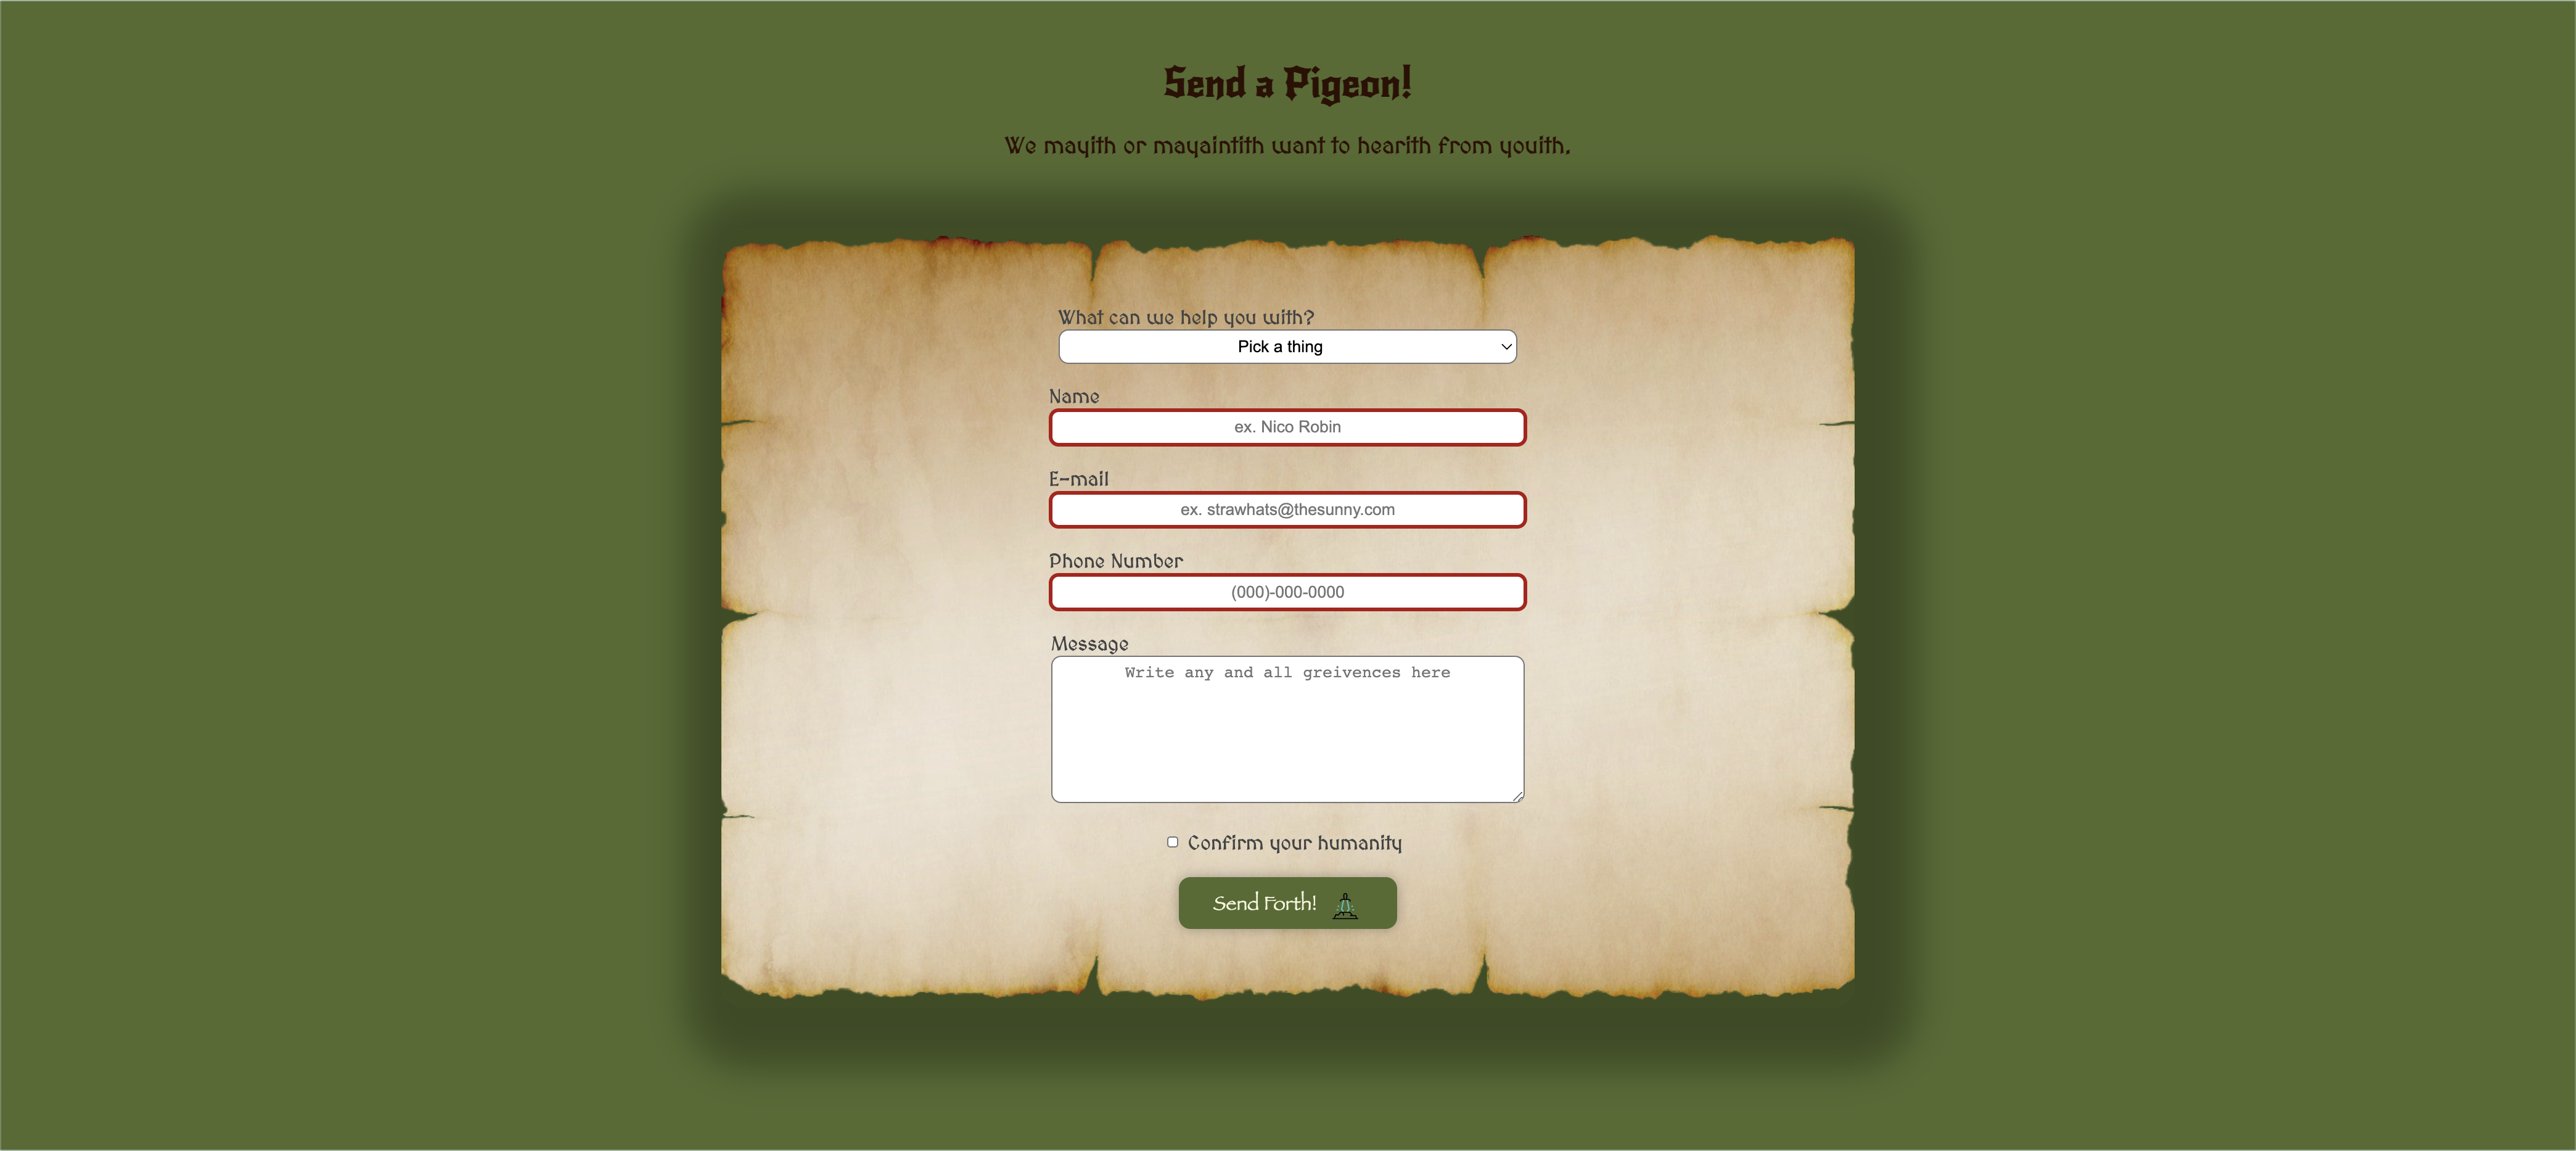 Send a Pigeon!
We mayith or mayaintith want to hearith from youith.
What can we help you with?
Pick a thing
Name
ex. Nico Robin
E-mail
ex. strawhats@thesunny.com
Phone Number
(000)-000-0000
Message
Write any and all greivences here
Confirm your humanity
Send Forth!